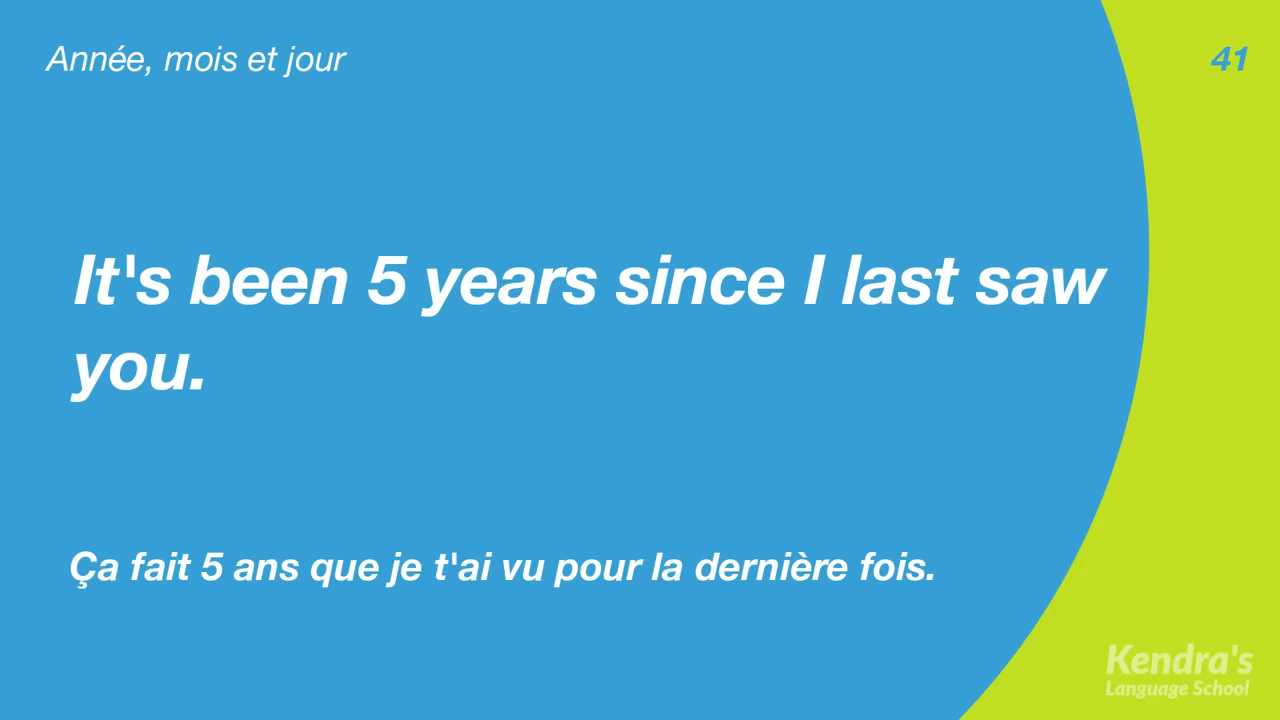 Année, mois et jour
41
It's been 5 years since I last saw
you.
Ça fait 5 ans que je t'ai vu pour la dernière fois.
Kendra's
Language School